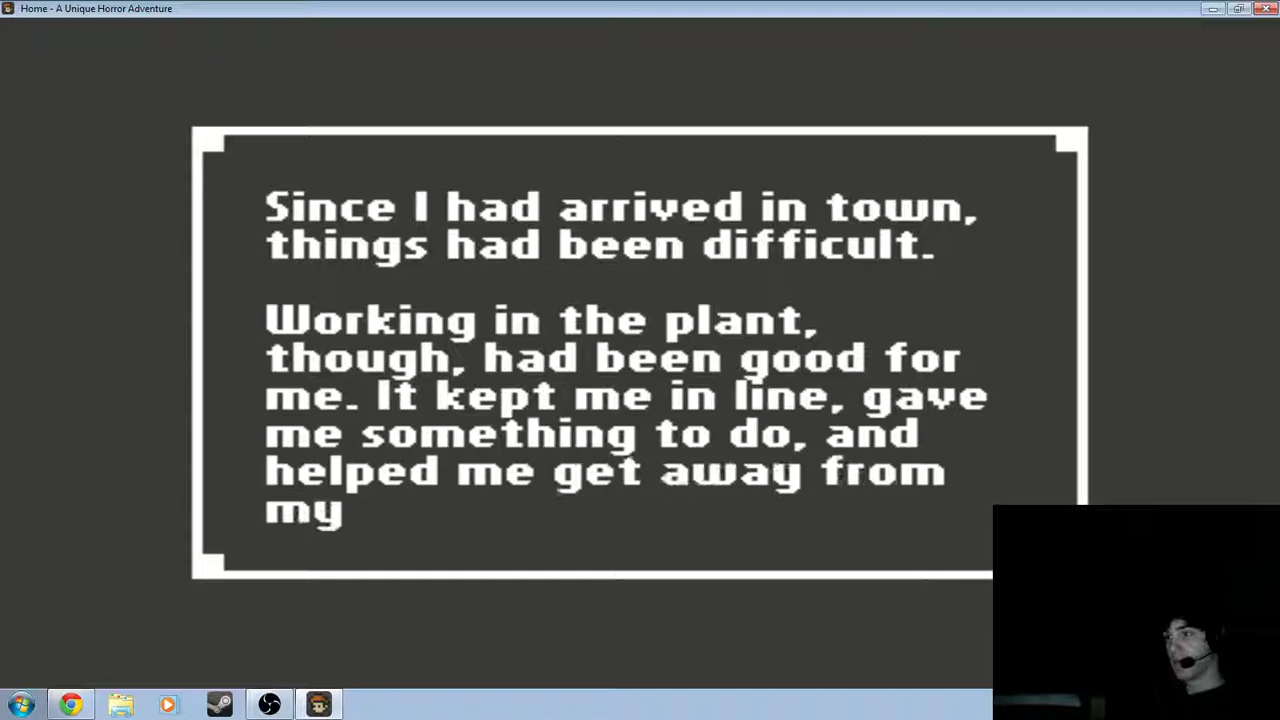 Home - A Unique Horror Adventure
Since I had arrived in town,
things had been difficult.
Working in the plant,
though, had been good for
me. It kept me in line, gave
me something to do, and
helped me get away from
my